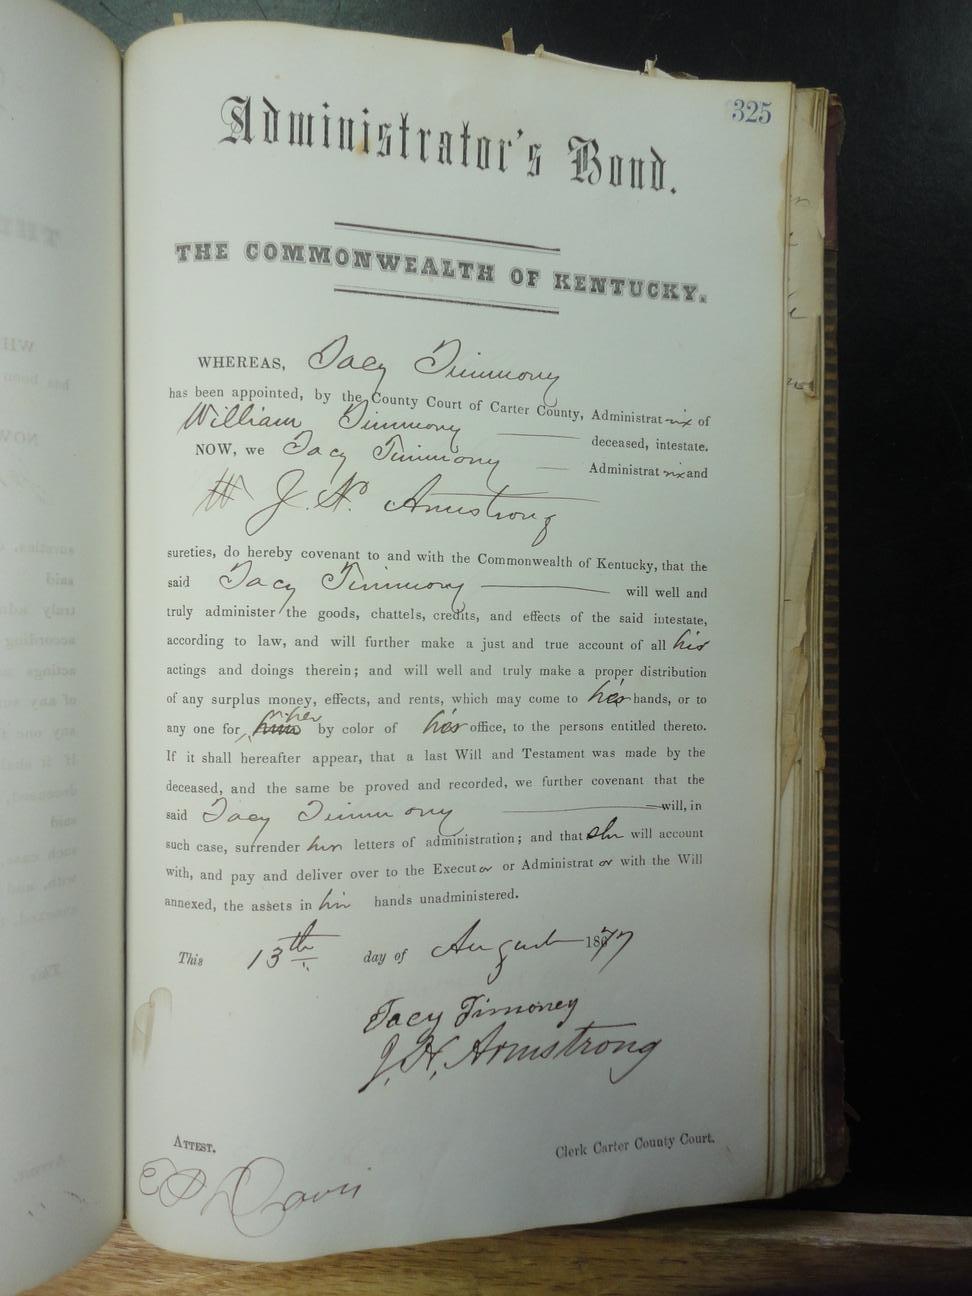 325
Administrator's Bond.
THE COMMONWEALTH OF KENTUCKY.
WHEREAS, Tacy Timmony
has been appointed, by the County Court of Carter County, Administratrix of
William Timmony deceased, intestate.
NOW, we Tacy Timmony Administratrix and
J. H. Armstrong
sureties, do hereby covenant to and with the Commonwealth of Kentucky, that the
said Tacy Timmony will well and
truly administer the goods, chattels, credits, and effects of the said intestate,
according to law, and will further make a just and true account of all his
actings and doings therein; and will well and truly make a proper distribution
of any surplus money, effects, and rents, which may come to her hands, or to
any one for her by color of her office, to the persons entitled thereto.
If it shall hereafter appear, that a last Will and Testament was made by the
deceased, and the same be proved and recorded, we further covenant that the
said Tacy Timmony will, in
such case, surrender her letters of administration; and that she will account
with, and pay and deliver over to the Executor or Administrator with the Will
annexed, the assets in his hands unadministered.
This 13th day of August 1877
Tacy Timoney
J. H. Armstrong
ATTEST.
Clerk Carter County Court.
Davis